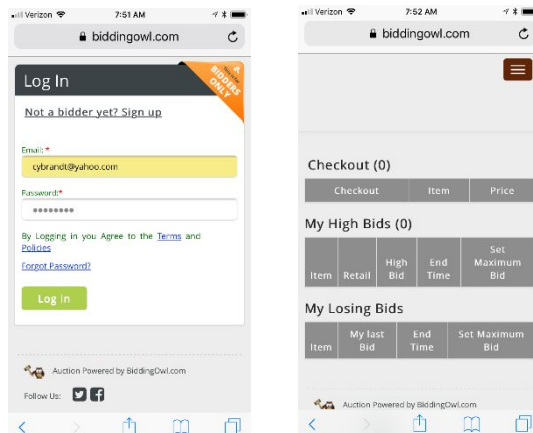 Verizon 7:51 AM
biddingowl.com
Log In
BIDDERS
ONLY
Not a bidder yet? Sign up
Email: *
cybrandt@yahoo.com
Password:*
By Logging in you Agree to the Terms and
Policies
Forgot Password?
Log In
Auction Powered by BiddingOwl.com
Follow Us:
Verizon 7:52 AM
biddingowl.com
Checkout (0)
Checkout Item Price
My High Bids (0)
Item Retail High Bid End Time Set Maximum Bid
My Losing Bids
Item My last Bid End Time Set Maximum Bid
Auction Powered by BiddingOwl.com